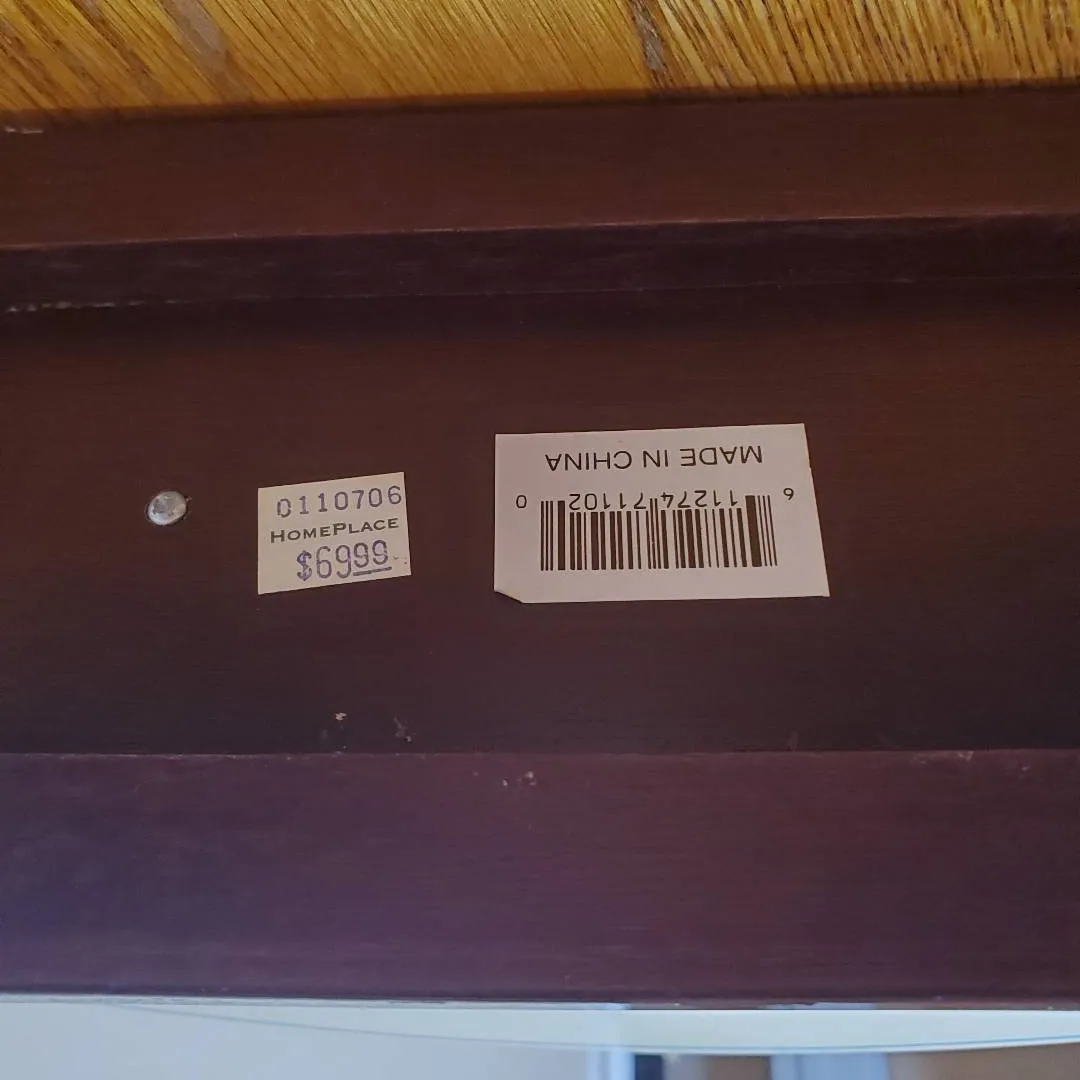 0110706
HOMEPLACE
$6999
6 11274 71102 0
MADE IN CHINA